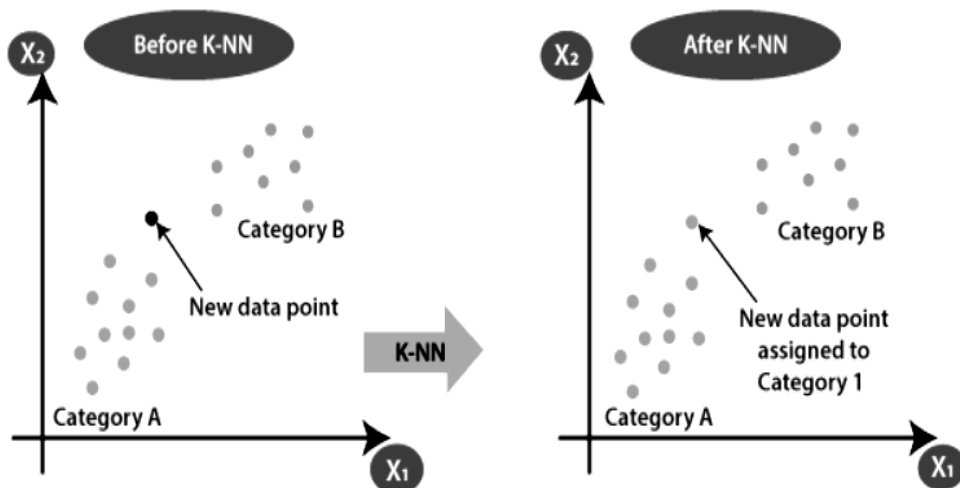 Before K-NN
X₂
Category B
New data point
Category A
X₁
K-NN
After K-NN
X₂
Category B
New data point
assigned to
Category 1
Category A
X₁